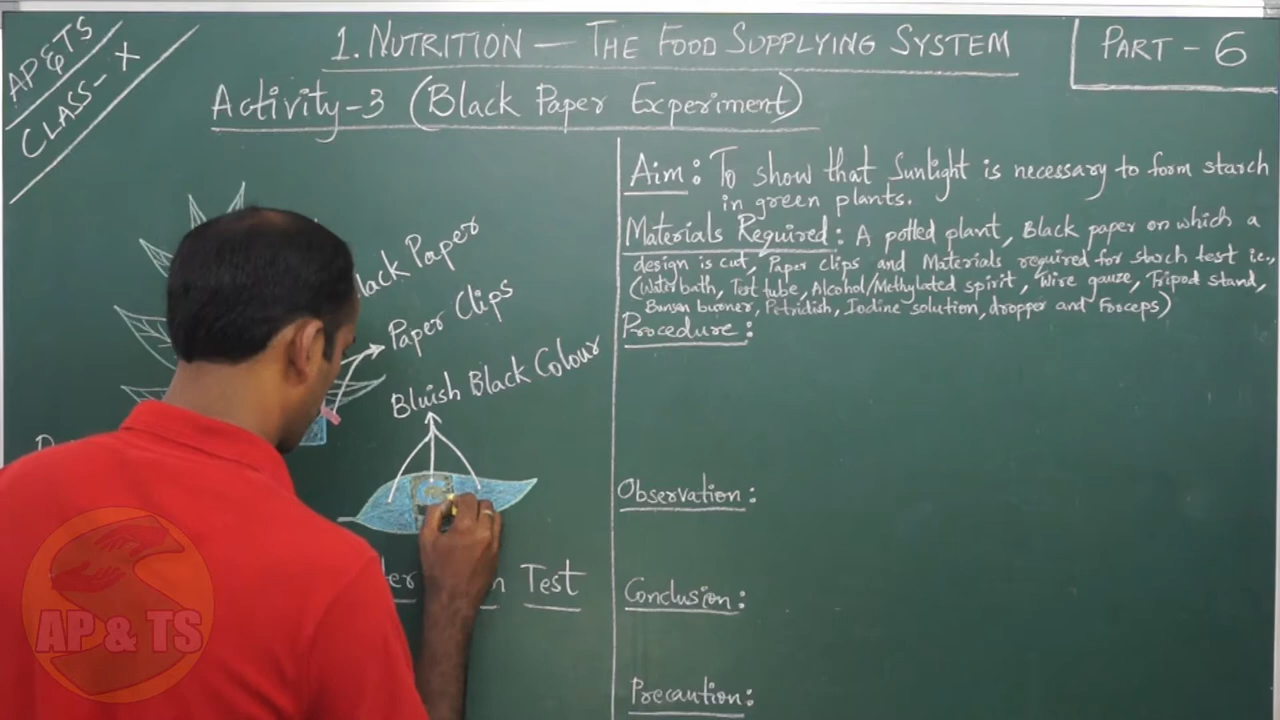 AP & TS
CLASS - X
1. NUTRITION — THE FOOD SUPPLYING SYSTEM
PART - 6
Activity-3 (Black Paper Experiment)
lack Paper
Paper Clips
Bluish Black Colour
Test
Aim: To show that Sunlight is necessary to form starch
in green plants.
Materials Required: A potted plant, Black paper on which a
design is cut, Paper clips and Materials required for starch test i.e.,
(Water bath, Test tube, Alcohol/Methylated spirit, Wire gauze, Tripod stand,
Bunsen burner, Petridish, Iodine solution, dropper and Forceps)
Procedure:
Observation:
Conclusion:
Precaution:
AP & TS